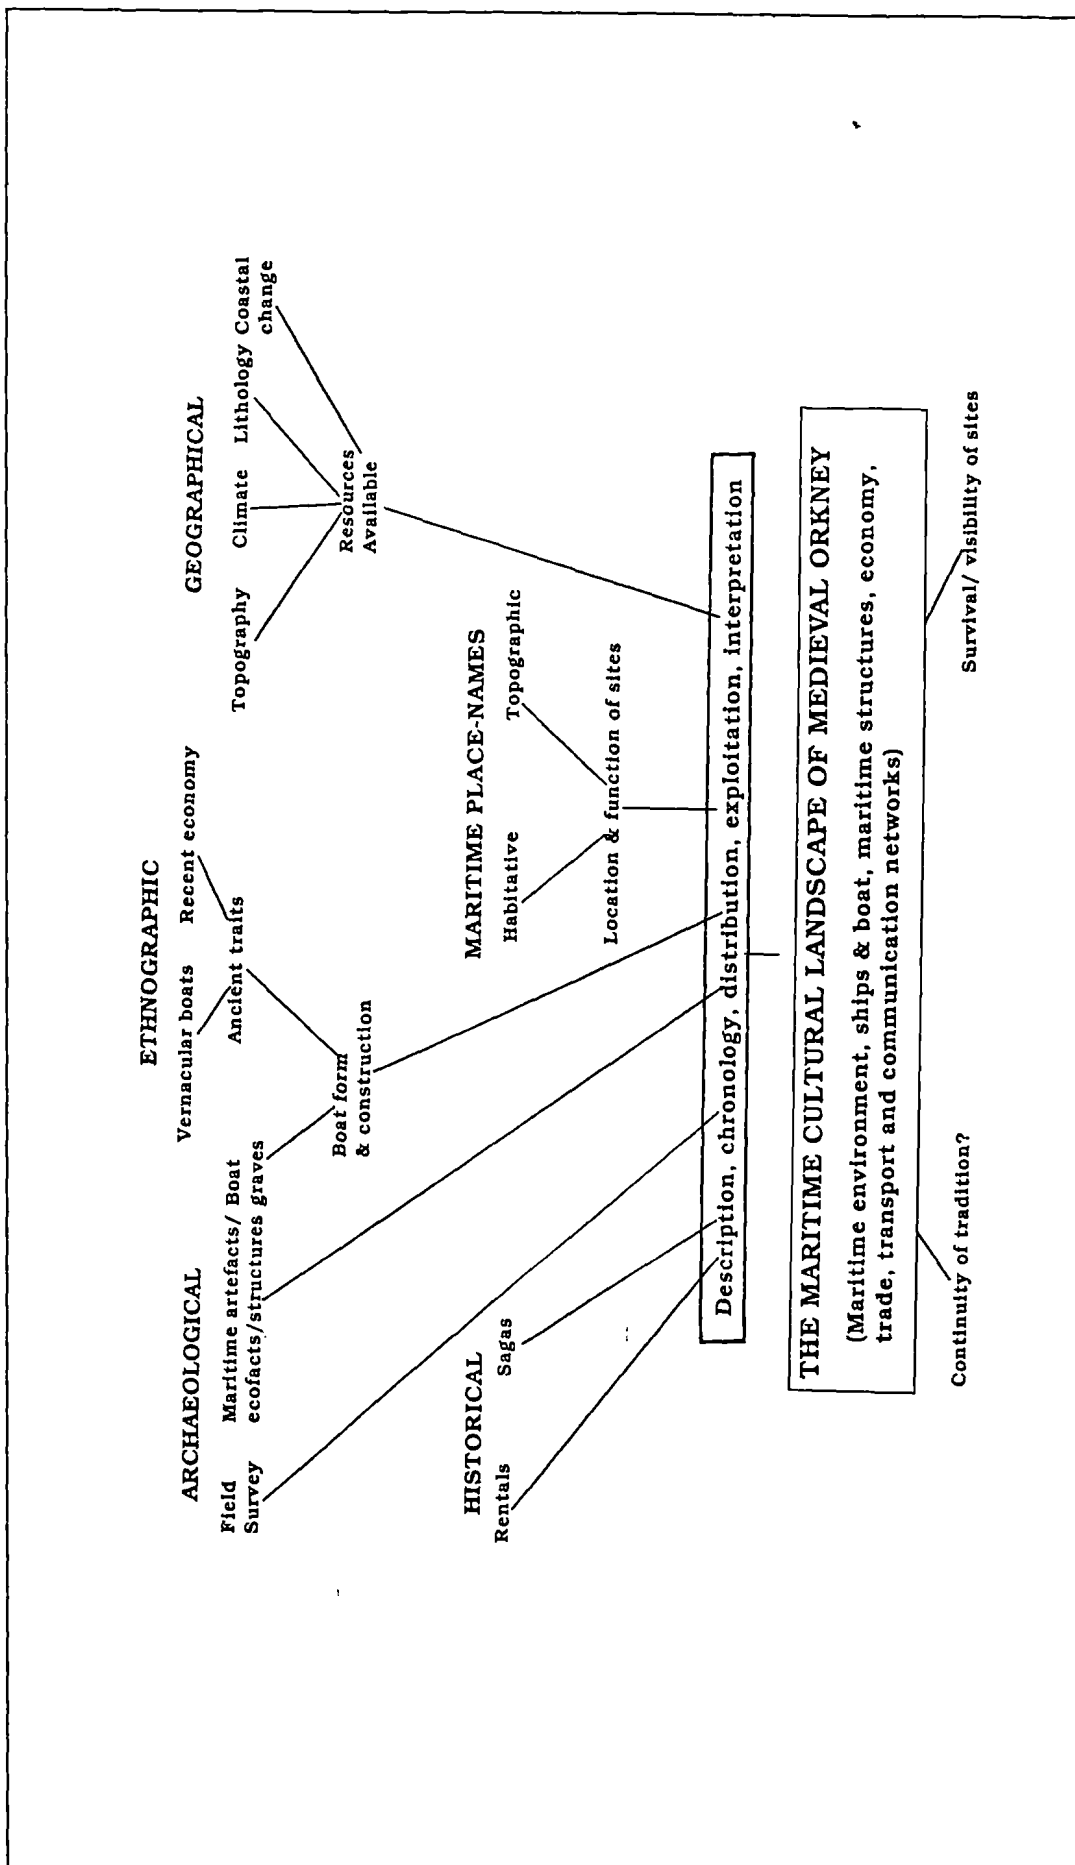 ETHNOGRAPHIC
Vernacular boats Recent economy
Ancient traits
Boat form
& construction
ARCHAEOLOGICAL
Field
Survey
Maritime artefacts/ Boat
ecofacts/structures graves
GEOGRAPHICAL
Topography Climate Lithology Coastal
change
Resources
Available
HISTORICAL
Rentals Sagas
MARITIME PLACE-NAMES
Habitative Topographic
Location & function of sites
Description, chronology, distribution, exploitation, interpretation
THE MARITIME CULTURAL LANDSCAPE OF MEDIEVAL ORKNEY
(Maritime environment, ships & boat, maritime structures, economy,
trade, transport and communication networks)
Continuity of tradition?
Survival/ visibility of sites